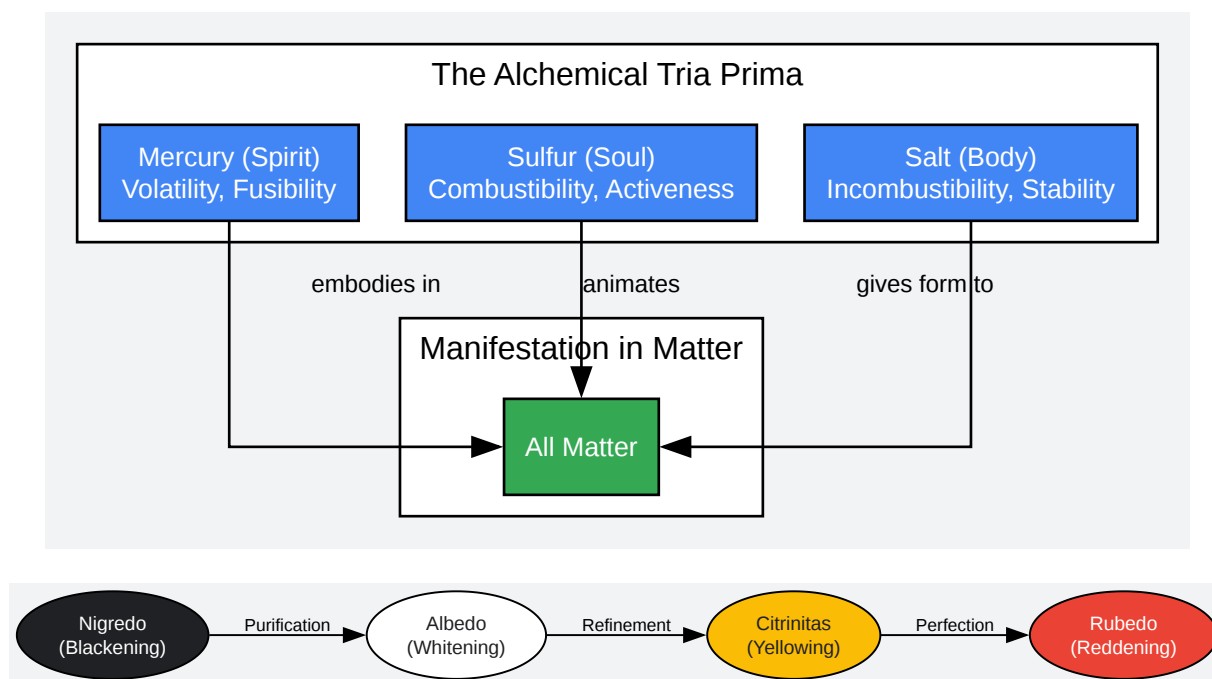 The Alchemical Tria Prima
Mercury (Spirit)
Volatility, Fusibility
Sulfur (Soul)
Combustibility, Activeness
Salt (Body)
Incombustibility, Stability
embodies in
animates
gives form to
Manifestation in Matter
All Matter
Nigredo
(Blackening)
Purification
Albedo
(Whitening)
Refinement
Citrinitas
(Yellowing)
Perfection
Rubedo
(Reddening)